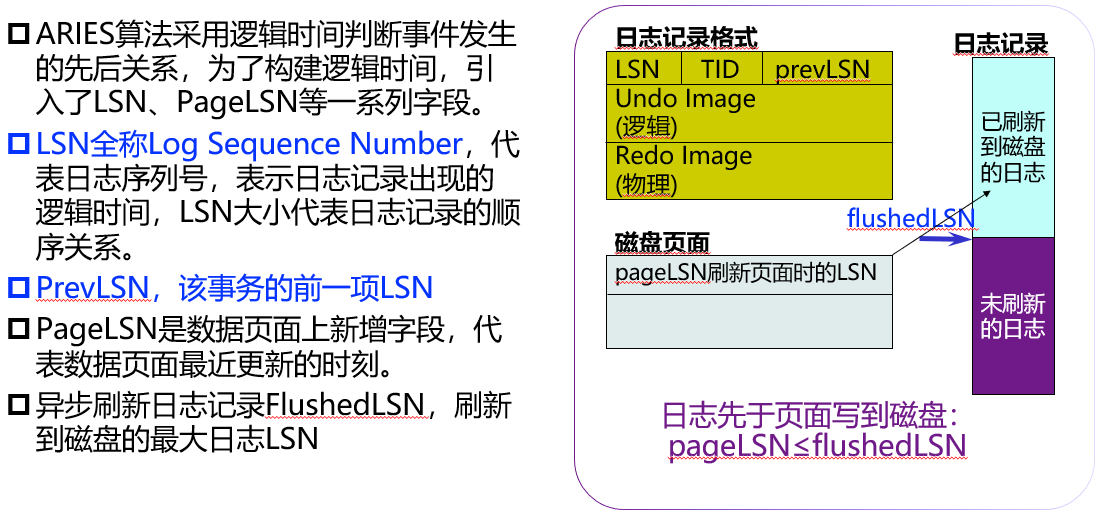 ARIES算法采用逻辑时间判断事件发生
的先后关系，为了构建逻辑时间，引
入了LSN、PageLSN等一系列字段。
LSN全称Log Sequence Number，代
表日志序列号，表示日志记录出现的
逻辑时间，LSN大小代表日志记录的顺
序关系。
PrevLSN，该事务的前一项LSN
PageLSN是数据页面上新增字段，代
表数据页面最近更新的时刻。
异步刷新日志记录FlushedLSN，刷新
到磁盘的最大日志LSN
日志记录格式
LSN TID prevLSN
Undo Image
(逻辑)
Redo Image
(物理)
磁盘页面
pageLSN刷新页面时的LSN
日志记录
已刷新
到磁盘
的日志
flushedLSN
未刷新
的日志
日志先于页面写到磁盘：
pageLSN≤flushedLSN